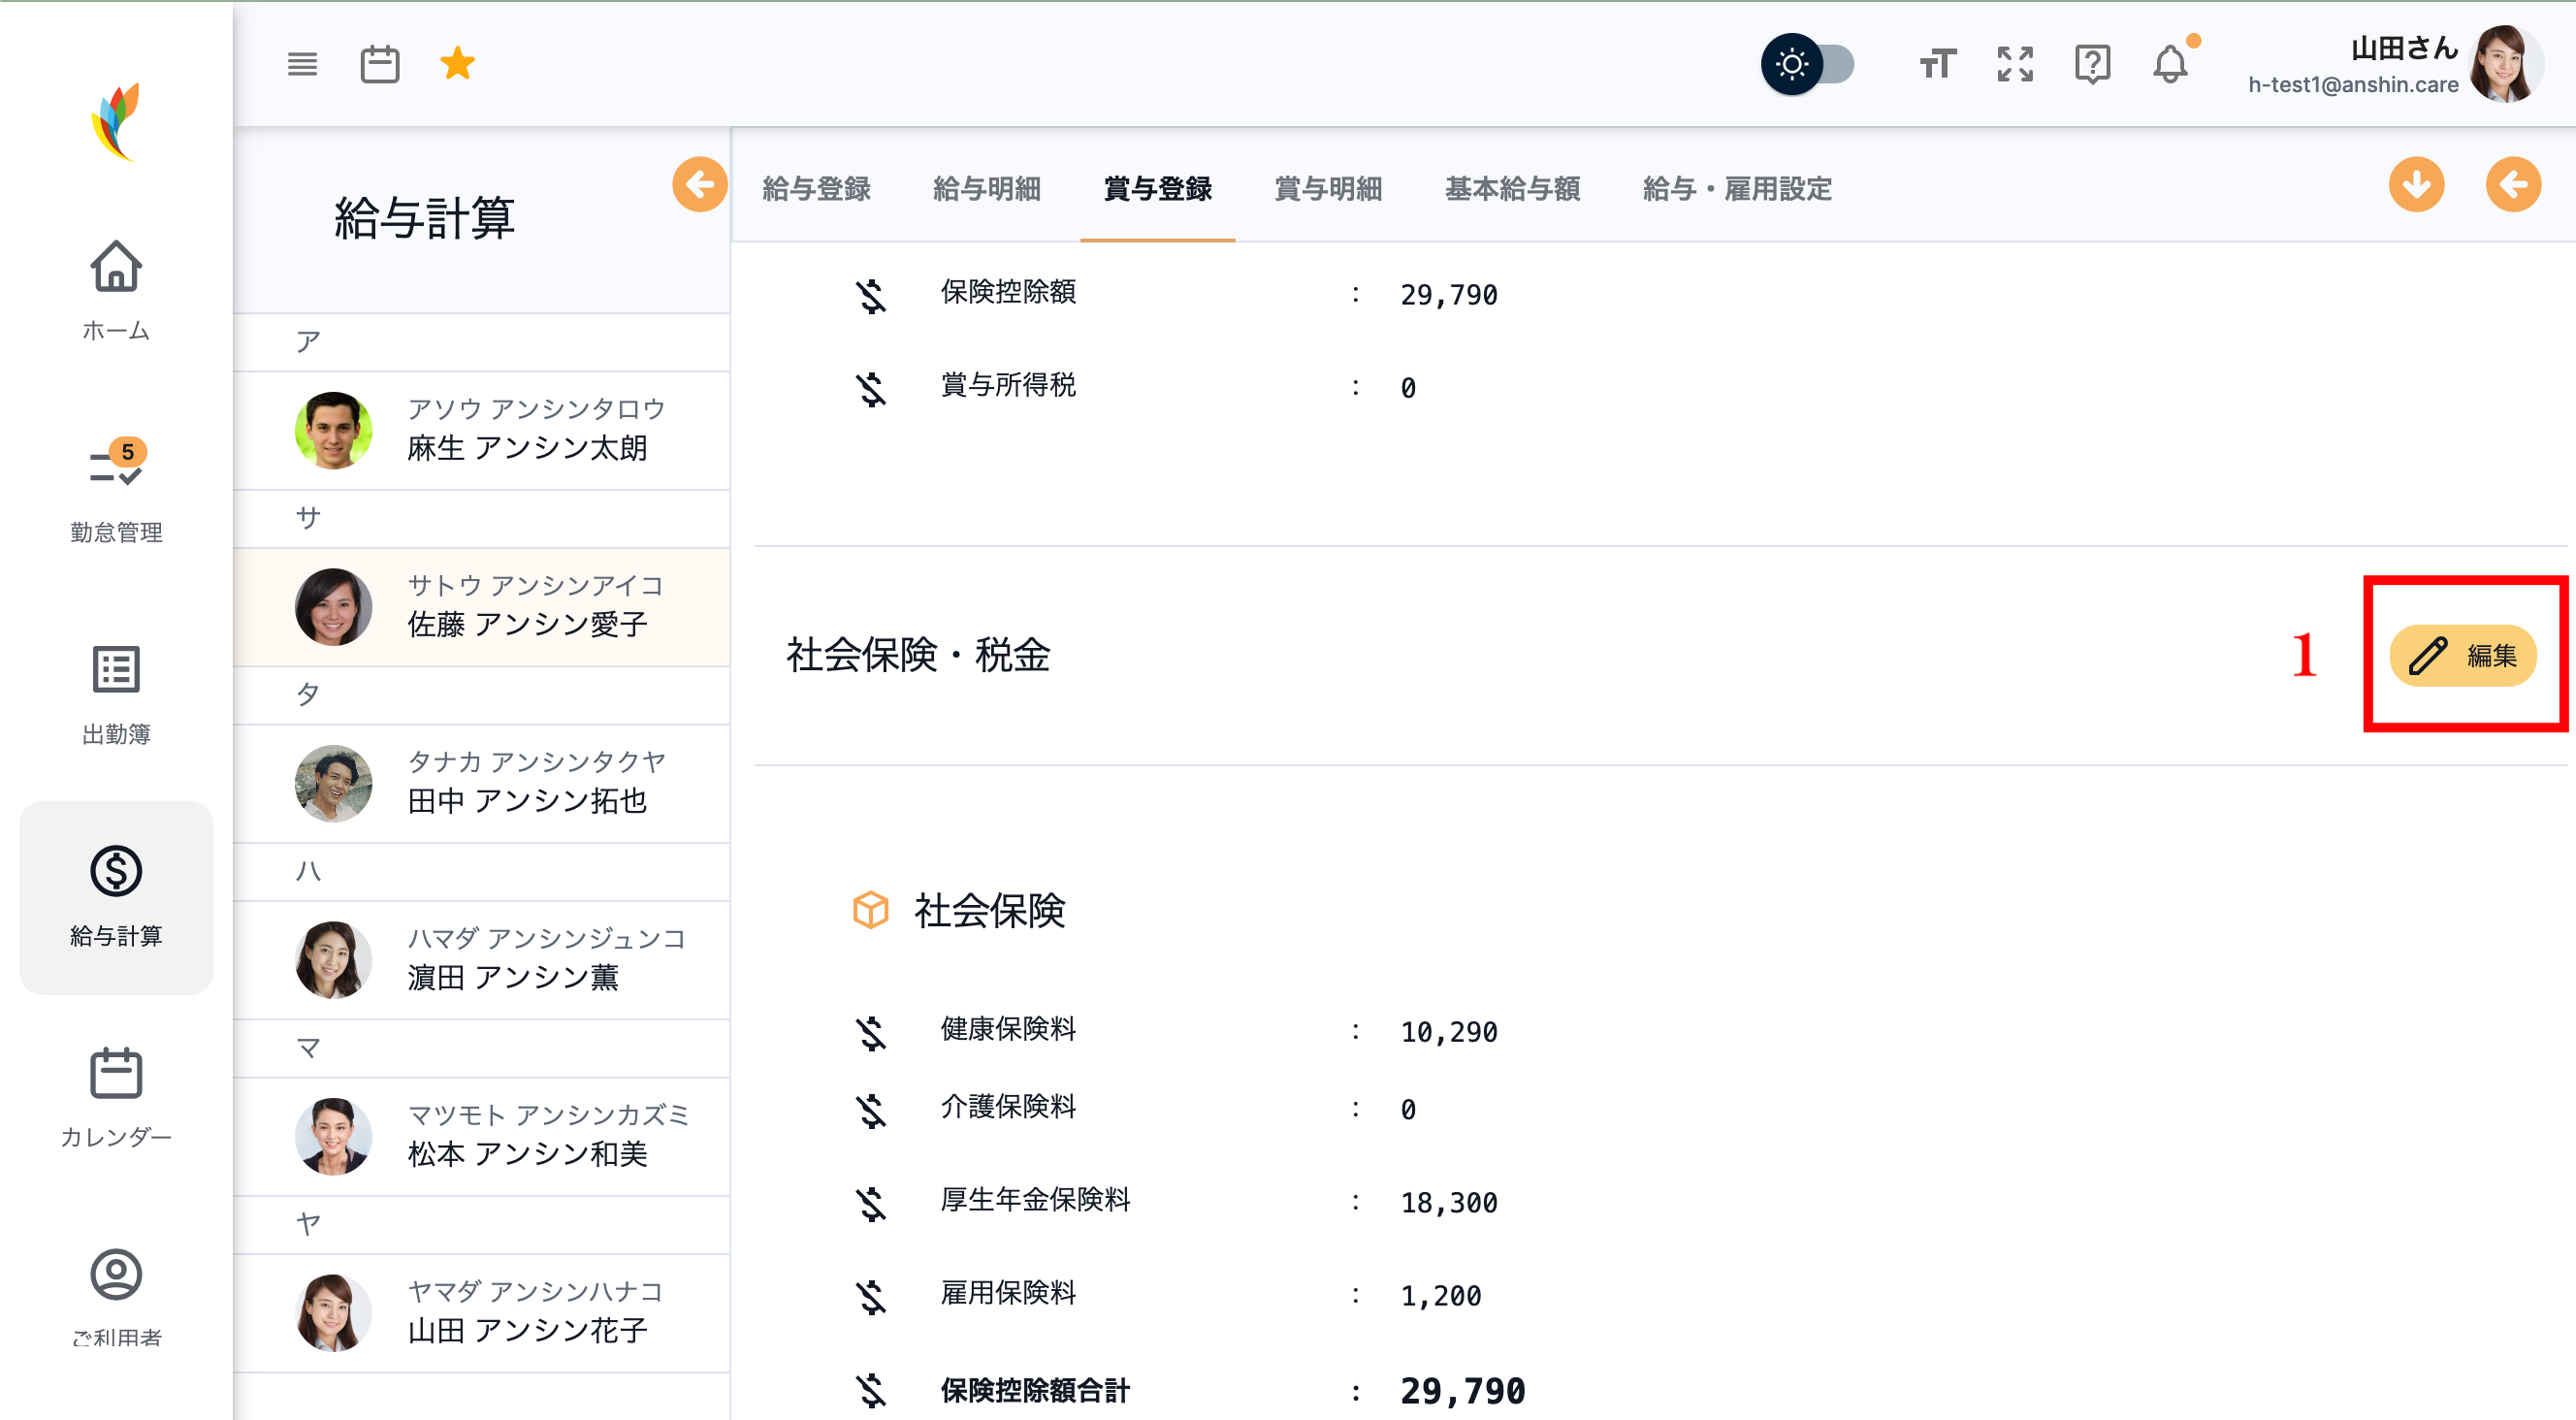 山田さん
h-test1@anshin.care
ホーム
5
勤怠管理
出勤簿
給与計算
カレンダー
ご利用者
給与計算
ア
アソウ アンシンタロウ
麻生 アンシン太朗
サ
サトウ アンシンアイコ
佐藤 アンシン愛子
タ
タナカ アンシンタクヤ
田中 アンシン拓也
ハ
ハマダ アンシンジュンコ
濵田 アンシン薫
マ
マツモト アンシンカズミ
松本 アンシン和美
ヤ
ヤマダ アンシンハナコ
山田 アンシン花子
給与登録 給与明細 賞与登録 賞与明細 基本給与額 給与・雇用設定
保険控除額 : 29,790
賞与所得税 : 0
社会保険・税金 1 編集
社会保険
健康保険料 : 10,290
介護保険料 : 0
厚生年金保険料 : 18,300
雇用保険料 : 1,200
保険控除額合計 : 29,790